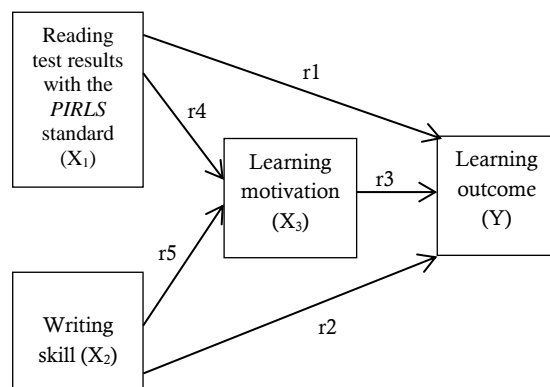 Reading
test results
with the
PIRLS
standard
(X₁)
r1
r4
Learning
motivation
(X₃)
r3
Learning
outcome
(Y)
r5
r2
Writing
skill (X₂)